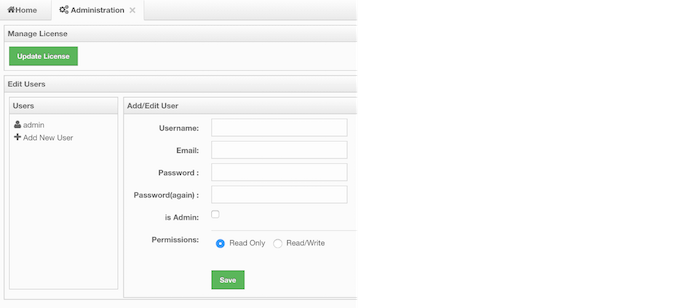 Home
Administration
Manage License
Update License
Edit Users
Users
admin
Add New User
Add/Edit User
Username:
Email:
Password :
Password(again) :
is Admin:
Permissions:
Read Only
Read/Write
Save